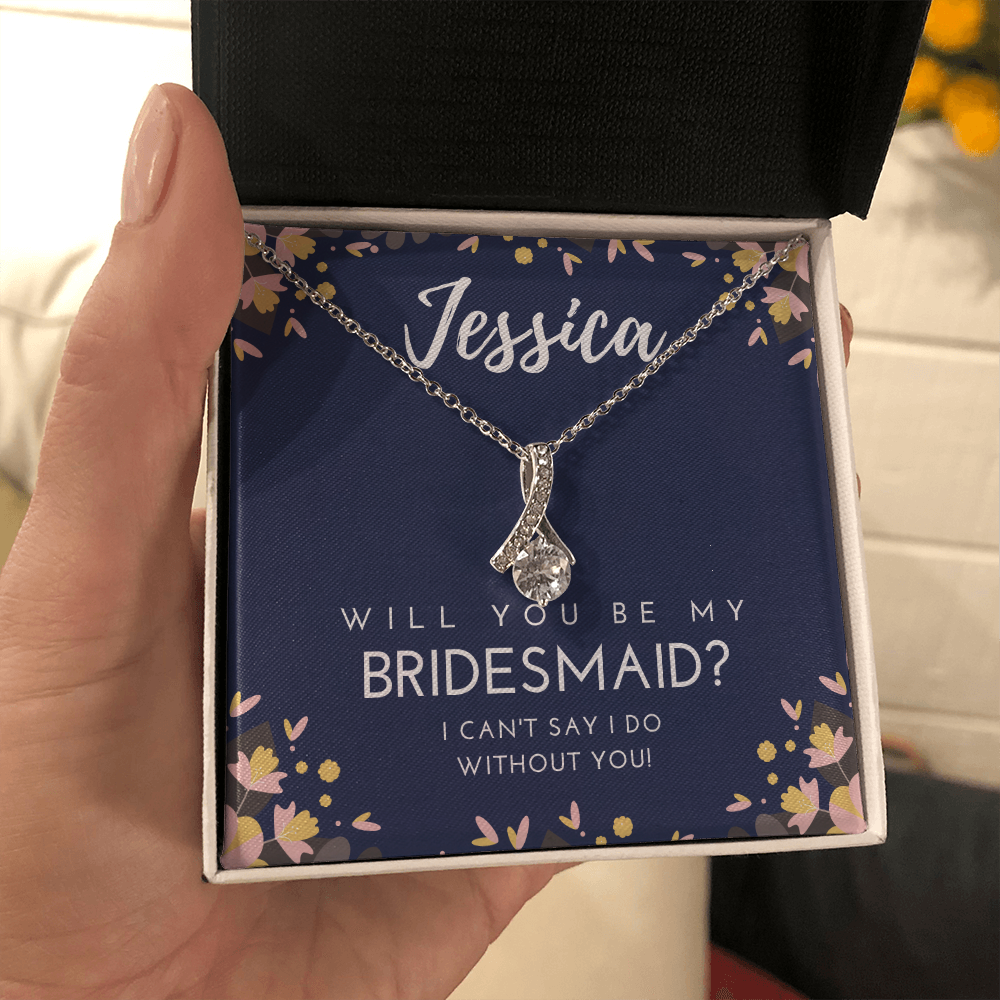 Jessica
WILL YOU BE MY
BRIDESMAID?
I CAN'T SAY I DO
WITHOUT YOU!